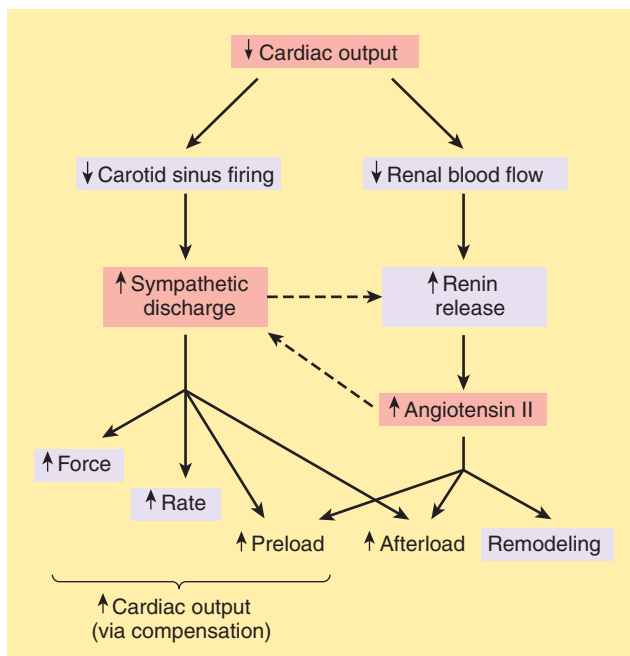 ↓ Cardiac output
↓ Carotid sinus firing
↓ Renal blood flow
↑ Sympathetic
discharge
↑ Renin
release
↑ Angiotensin II
↑ Force
↑ Rate
↑ Preload
↑ Afterload
Remodeling
↑ Cardiac output
(via compensation)